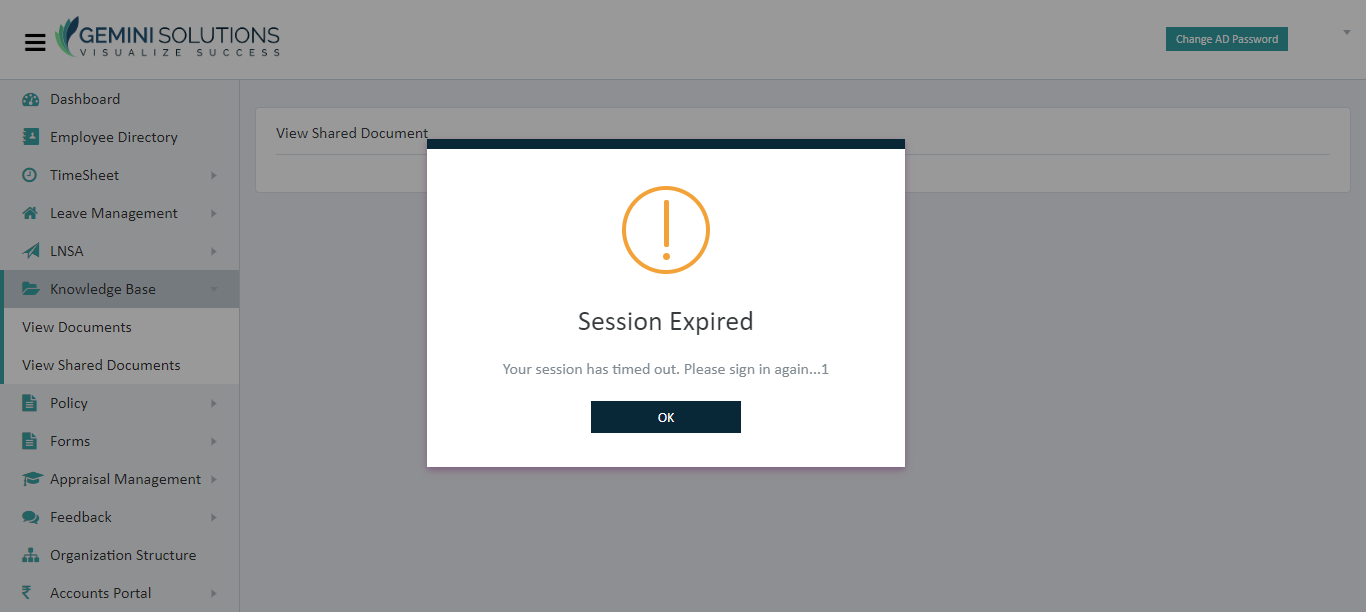 GEMINI SOLUTIONS
VISUALIZE SUCCESS
Change AD Password
Dashboard
Employee Directory
TimeSheet
Leave Management
LNSA
Knowledge Base
View Documents
View Shared Documents
Policy
Forms
Appraisal Management
Feedback
Organization Structure
₹ Accounts Portal
View Shared Document
Session Expired
Your session has timed out. Please sign in again...1
OK